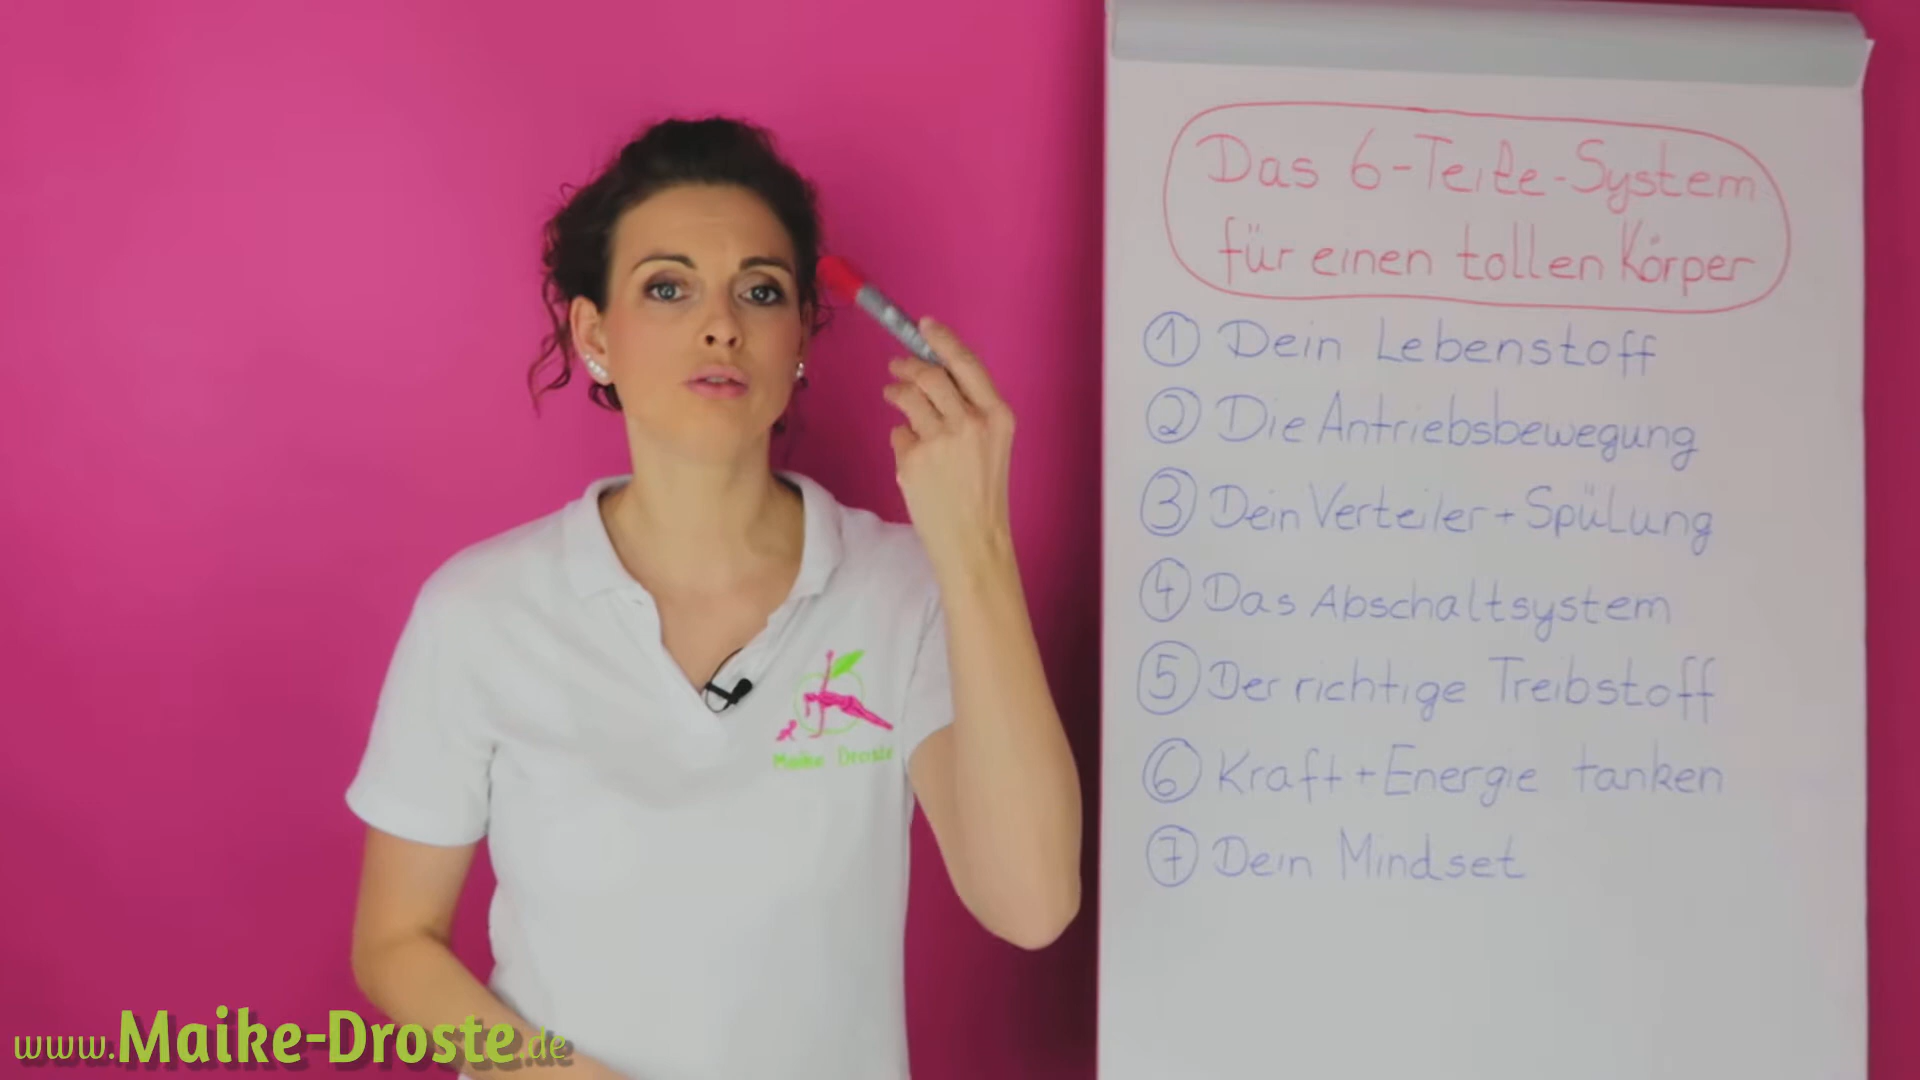 Das 6-Teile-System
für einen tollen Körper
1 Dein Lebenstoff
2 Die Antriebsbewegung
3 Dein Verteiler + Spülung
4 Das Abschaltsystem
5 Der richtige Treibstoff
6 Kraft + Energie tanken
7 Dein Mindset
Maike Droste
www.Maike-Droste.de